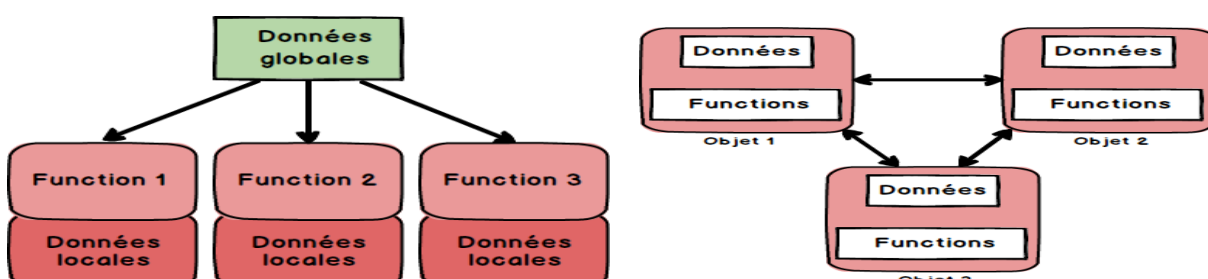 Données
globales
Function 1
Function 2
Function 3
Données
locales
Données
locales
Données
locales
Données
Functions
Objet 1
Données
Functions
Objet 2
Données
Functions